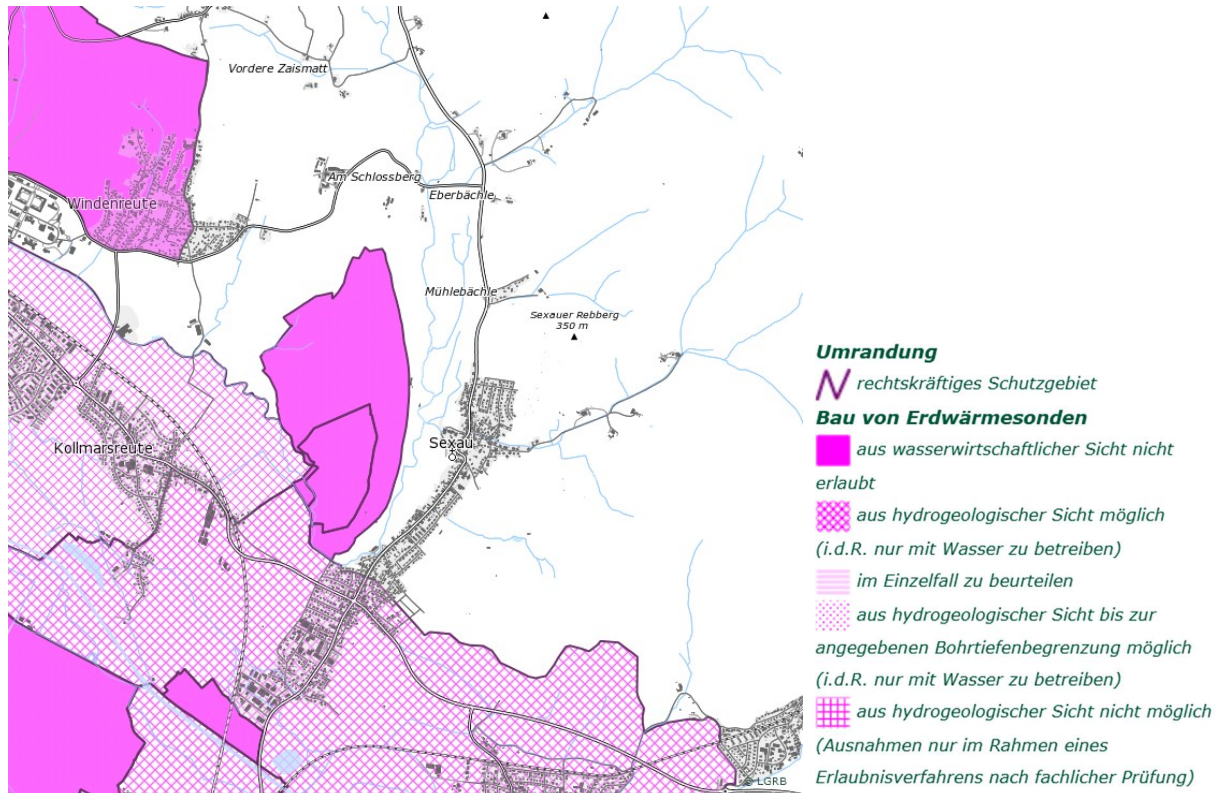 Vordere Zaismatt
Am Schlossberg
Eberbächle
Windenreute
Mühlebächle
Sexauer Rebberg
350 m
Kollmarsreute
Sexau
© LGRB
Umrandung
rechtskräftiges Schutzgebiet
Bau von Erdwärmesonden
aus wasserwirtschaftlicher Sicht nicht
erlaubt
aus hydrogeologischer Sicht möglich
(i.d.R. nur mit Wasser zu betreiben)
im Einzelfall zu beurteilen
aus hydrogeologischer Sicht bis zur
angegebenen Bohrtiefenbegrenzung möglich
(i.d.R. nur mit Wasser zu betreiben)
aus hydrogeologischer Sicht nicht möglich
(Ausnahmen nur im Rahmen eines
Erlaubnisverfahrens nach fachlicher Prüfung)